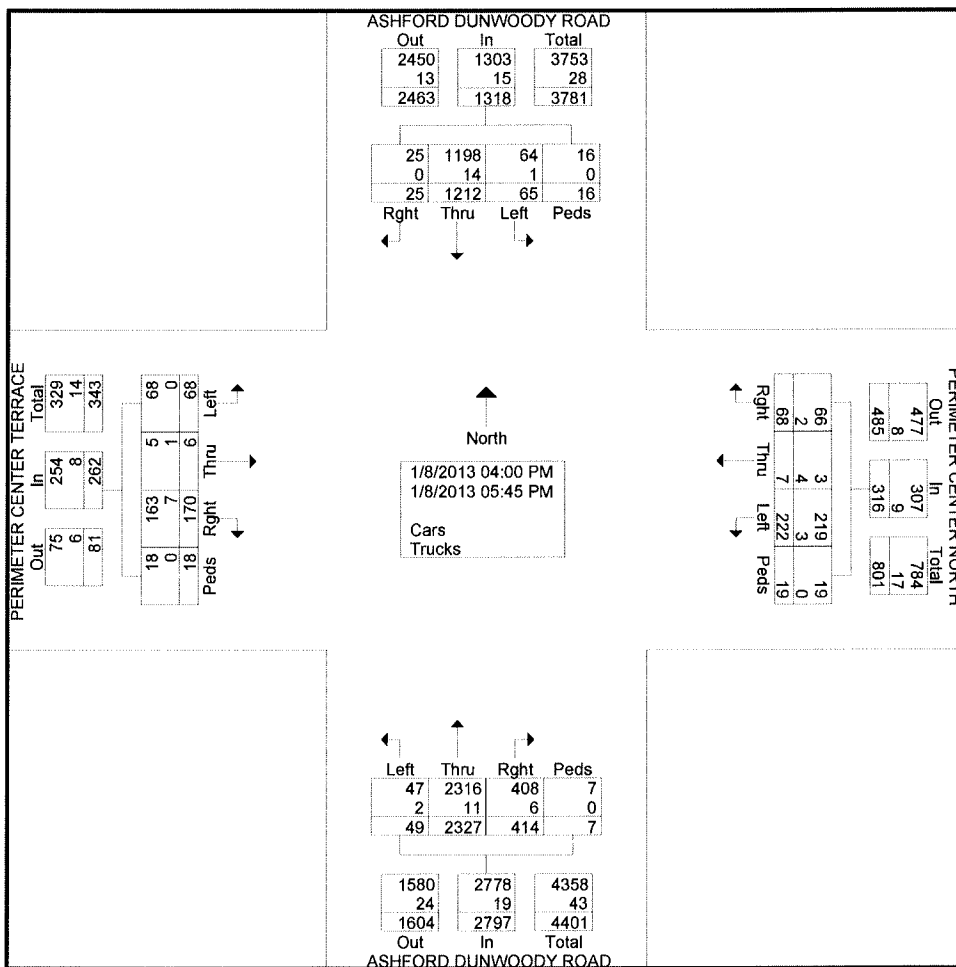 ASHFORD DUNWOODY ROAD
Out In Total
2450 1303 3753
13 15 28
2463 1318 3781
25 1198 64 16
0 14 1 0
25 1212 65 16
Rght Thru Left Peds
PERIMETER CENTER TERRACE
Total In Out
329 254 75
14 8 6
343 262 81
68 5 163 18
0 1 7 0
68 6 170 18
Left Thru Rght Peds
North
1/8/2013 04:00 PM
1/8/2013 05:45 PM
Cars
Trucks
PERIMETER CENTER NORTH
Out In Total
477 307 784
8 9 17
485 316 801
66 3 219 19
2 4 3 0
68 7 222 19
Rght Thru Left Peds
Left Thru Rght Peds
47 2316 408 7
2 11 6 0
49 2327 414 7
1580 2778 4358
24 19 43
1604 2797 4401
Out In Total
ASHFORD DUNWOODY ROAD